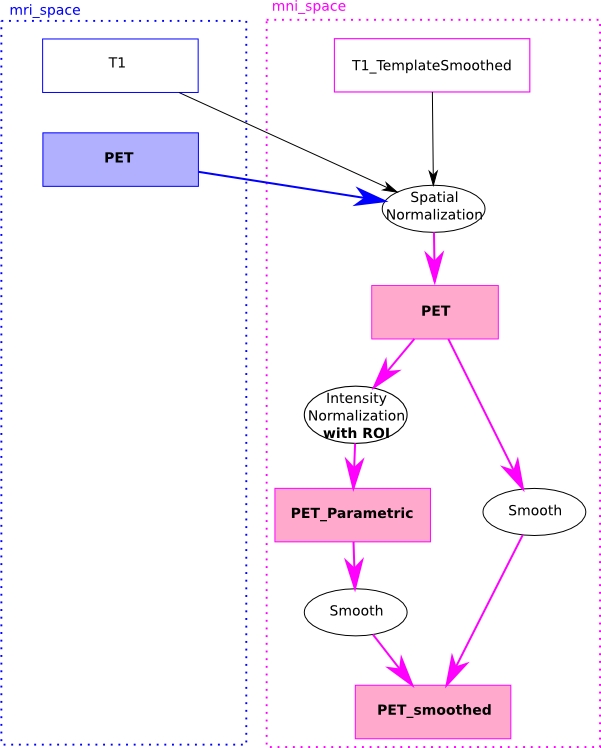 mri_space
mni_space
T1
T1_TemplateSmoothed
PET
Spatial
Normalization
PET
Intensity
Normalization
with ROI
PET_Parametric
Smooth
Smooth
PET_smoothed